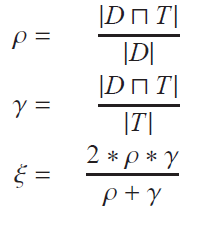 ρ = |D ⊓ T| / |D|
γ = |D ⊓ T| / |T|
ξ = 2 * ρ * γ / ρ + γ